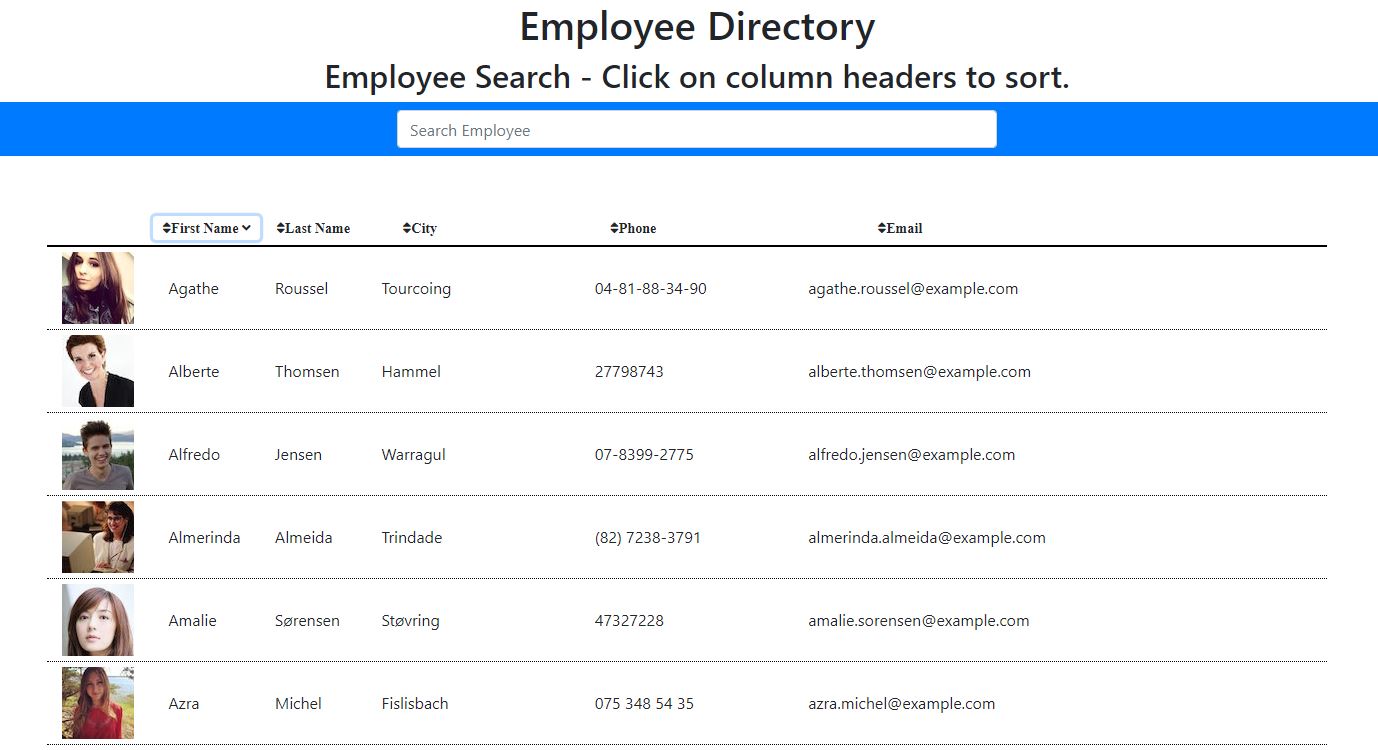 Employee Directory
Employee Search - Click on column headers to sort.
Search Employee
First Name Last Name City Phone Email
Agathe Roussel Tourcoing 04-81-88-34-90 agathe.roussel@example.com
Alberte Thomsen Hammel 27798743 alberte.thomsen@example.com
Alfredo Jensen Warragul 07-8399-2775 alfredo.jensen@example.com
Almerinda Almeida Trindade (82) 7238-3791 almerinda.almeida@example.com
Amalie Sørensen Støvring 47327228 amalie.sorensen@example.com
Azra Michel Fislisbach 075 348 54 35 azra.michel@example.com